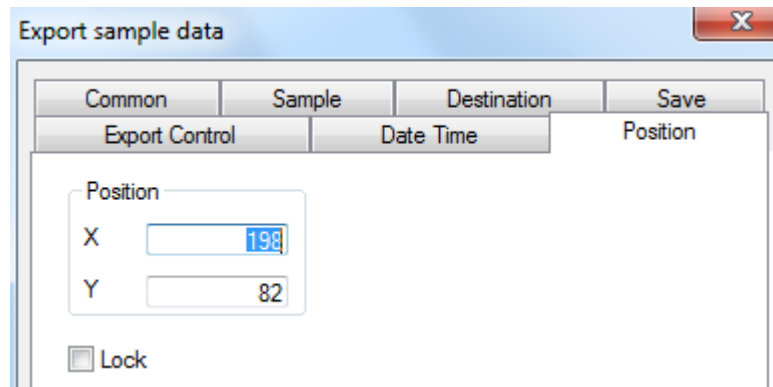 Export sample data
Common Sample Destination Save
Export Control Date Time Position
Position
X 198
Y 82
Lock